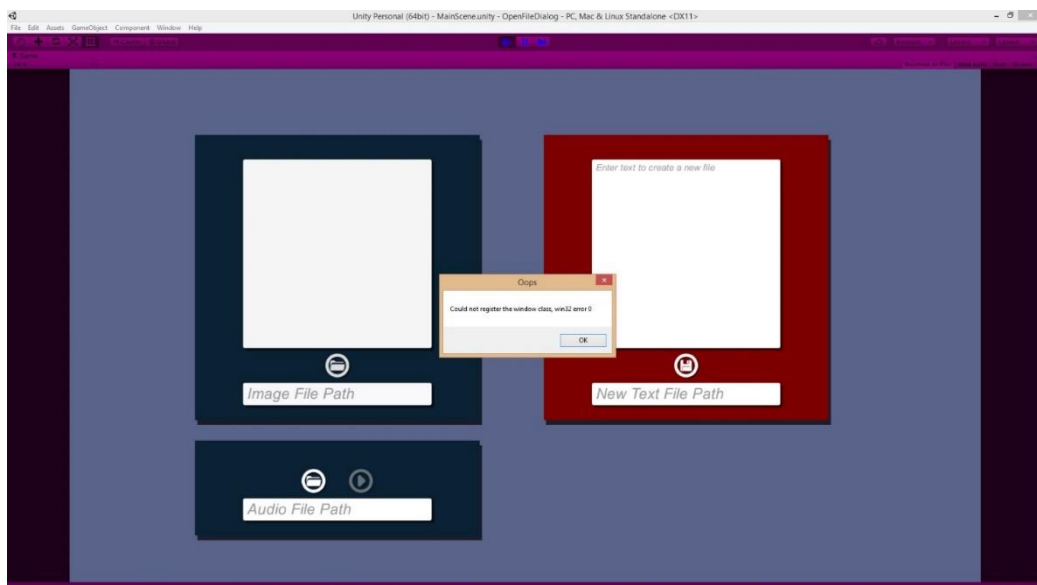 Unity Personal (64bit) - MainScene.unity - OpenFileDialog - PC, Mac & Linux Standalone <DX11>
File Edit Assets GameObject Component Window Help
Enter text to create a new file
Oops
Could not register the window class, win32 error 0
OK
Image File Path
New Text File Path
Audio File Path